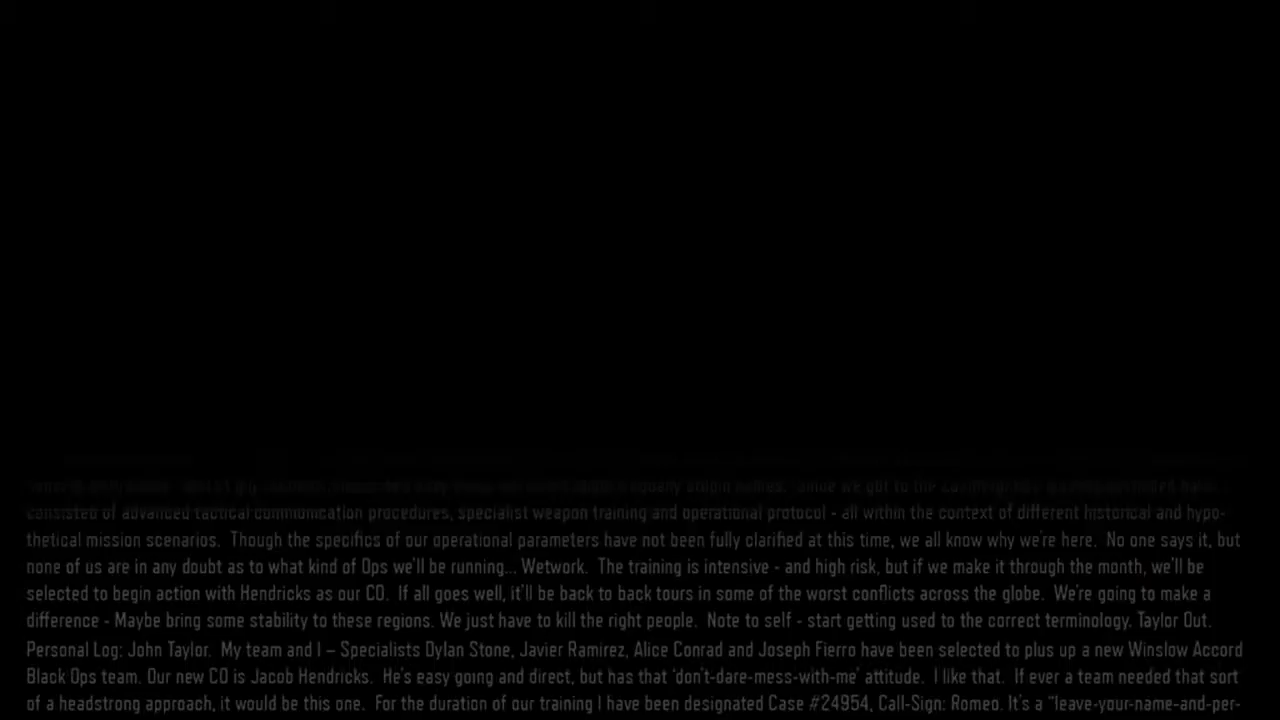 consisted of advanced tactical communication procedures, specialist weapon training and operational protocol - all within the context of different historical and hypo-
thetical mission scenarios. Though the specifics of our operational parameters have not been fully clarified at this time, we all know why we're here. No one says it, but
none of us are in any doubt as to what kind of Ops we'll be running... Wetwork. The training is intensive - and high risk, but if we make it through the month, we'll be
selected to begin action with Hendricks as our CO. If all goes well, it'll be back to back tours in some of the worst conflicts across the globe. We're going to make a
difference - Maybe bring some stability to these regions. We just have to kill the right people. Note to self - start getting used to the correct terminology. Taylor Out.
Personal Log: John Taylor. My team and I – Specialists Dylan Stone, Javier Ramirez, Alice Conrad and Joseph Fierro have been selected to plus up a new Winslow Accord
Black Ops team. Our new CO is Jacob Hendricks. He's easy going and direct, but has that 'don't-dare-mess-with-me' attitude. I like that. If ever a team needed that sort
of a headstrong approach, it would be this one. For the duration of our training I have been designated Case #24954, Call-Sign: Romeo. It's a "leave-your-name-and-per-